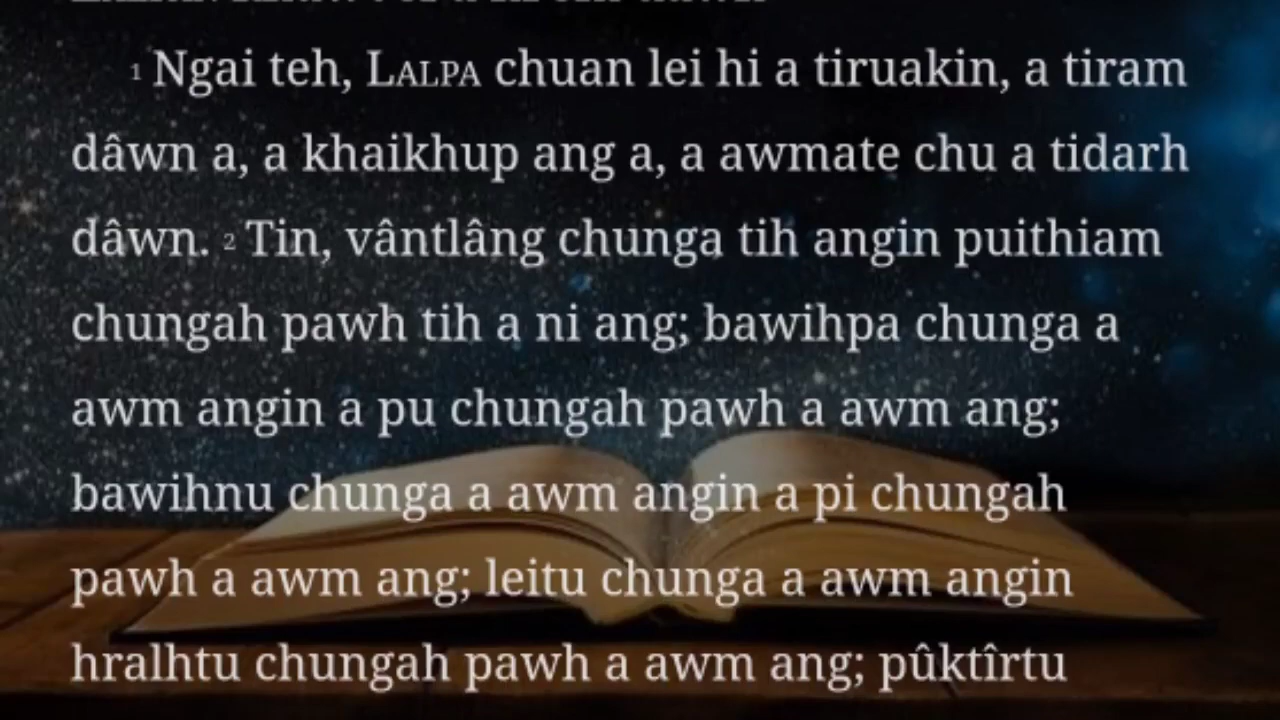 1 Ngai teh, LALPA chuan lei hi a tiruakin, a tiram
dâwn a, a khaikhup ang a, a awmate chu a tidarh
dâwn. 2 Tin, vântlâng chunga tih angin puithiam
chungah pawh tih a ni ang; bawihpa chunga a
awm angin a pu chungah pawh a awm ang;
bawihnu chunga a awm angin a pi chungah
pawh a awm ang; leitu chunga a awm angin
hralhtu chungah pawh a awm ang; pûktîrtu